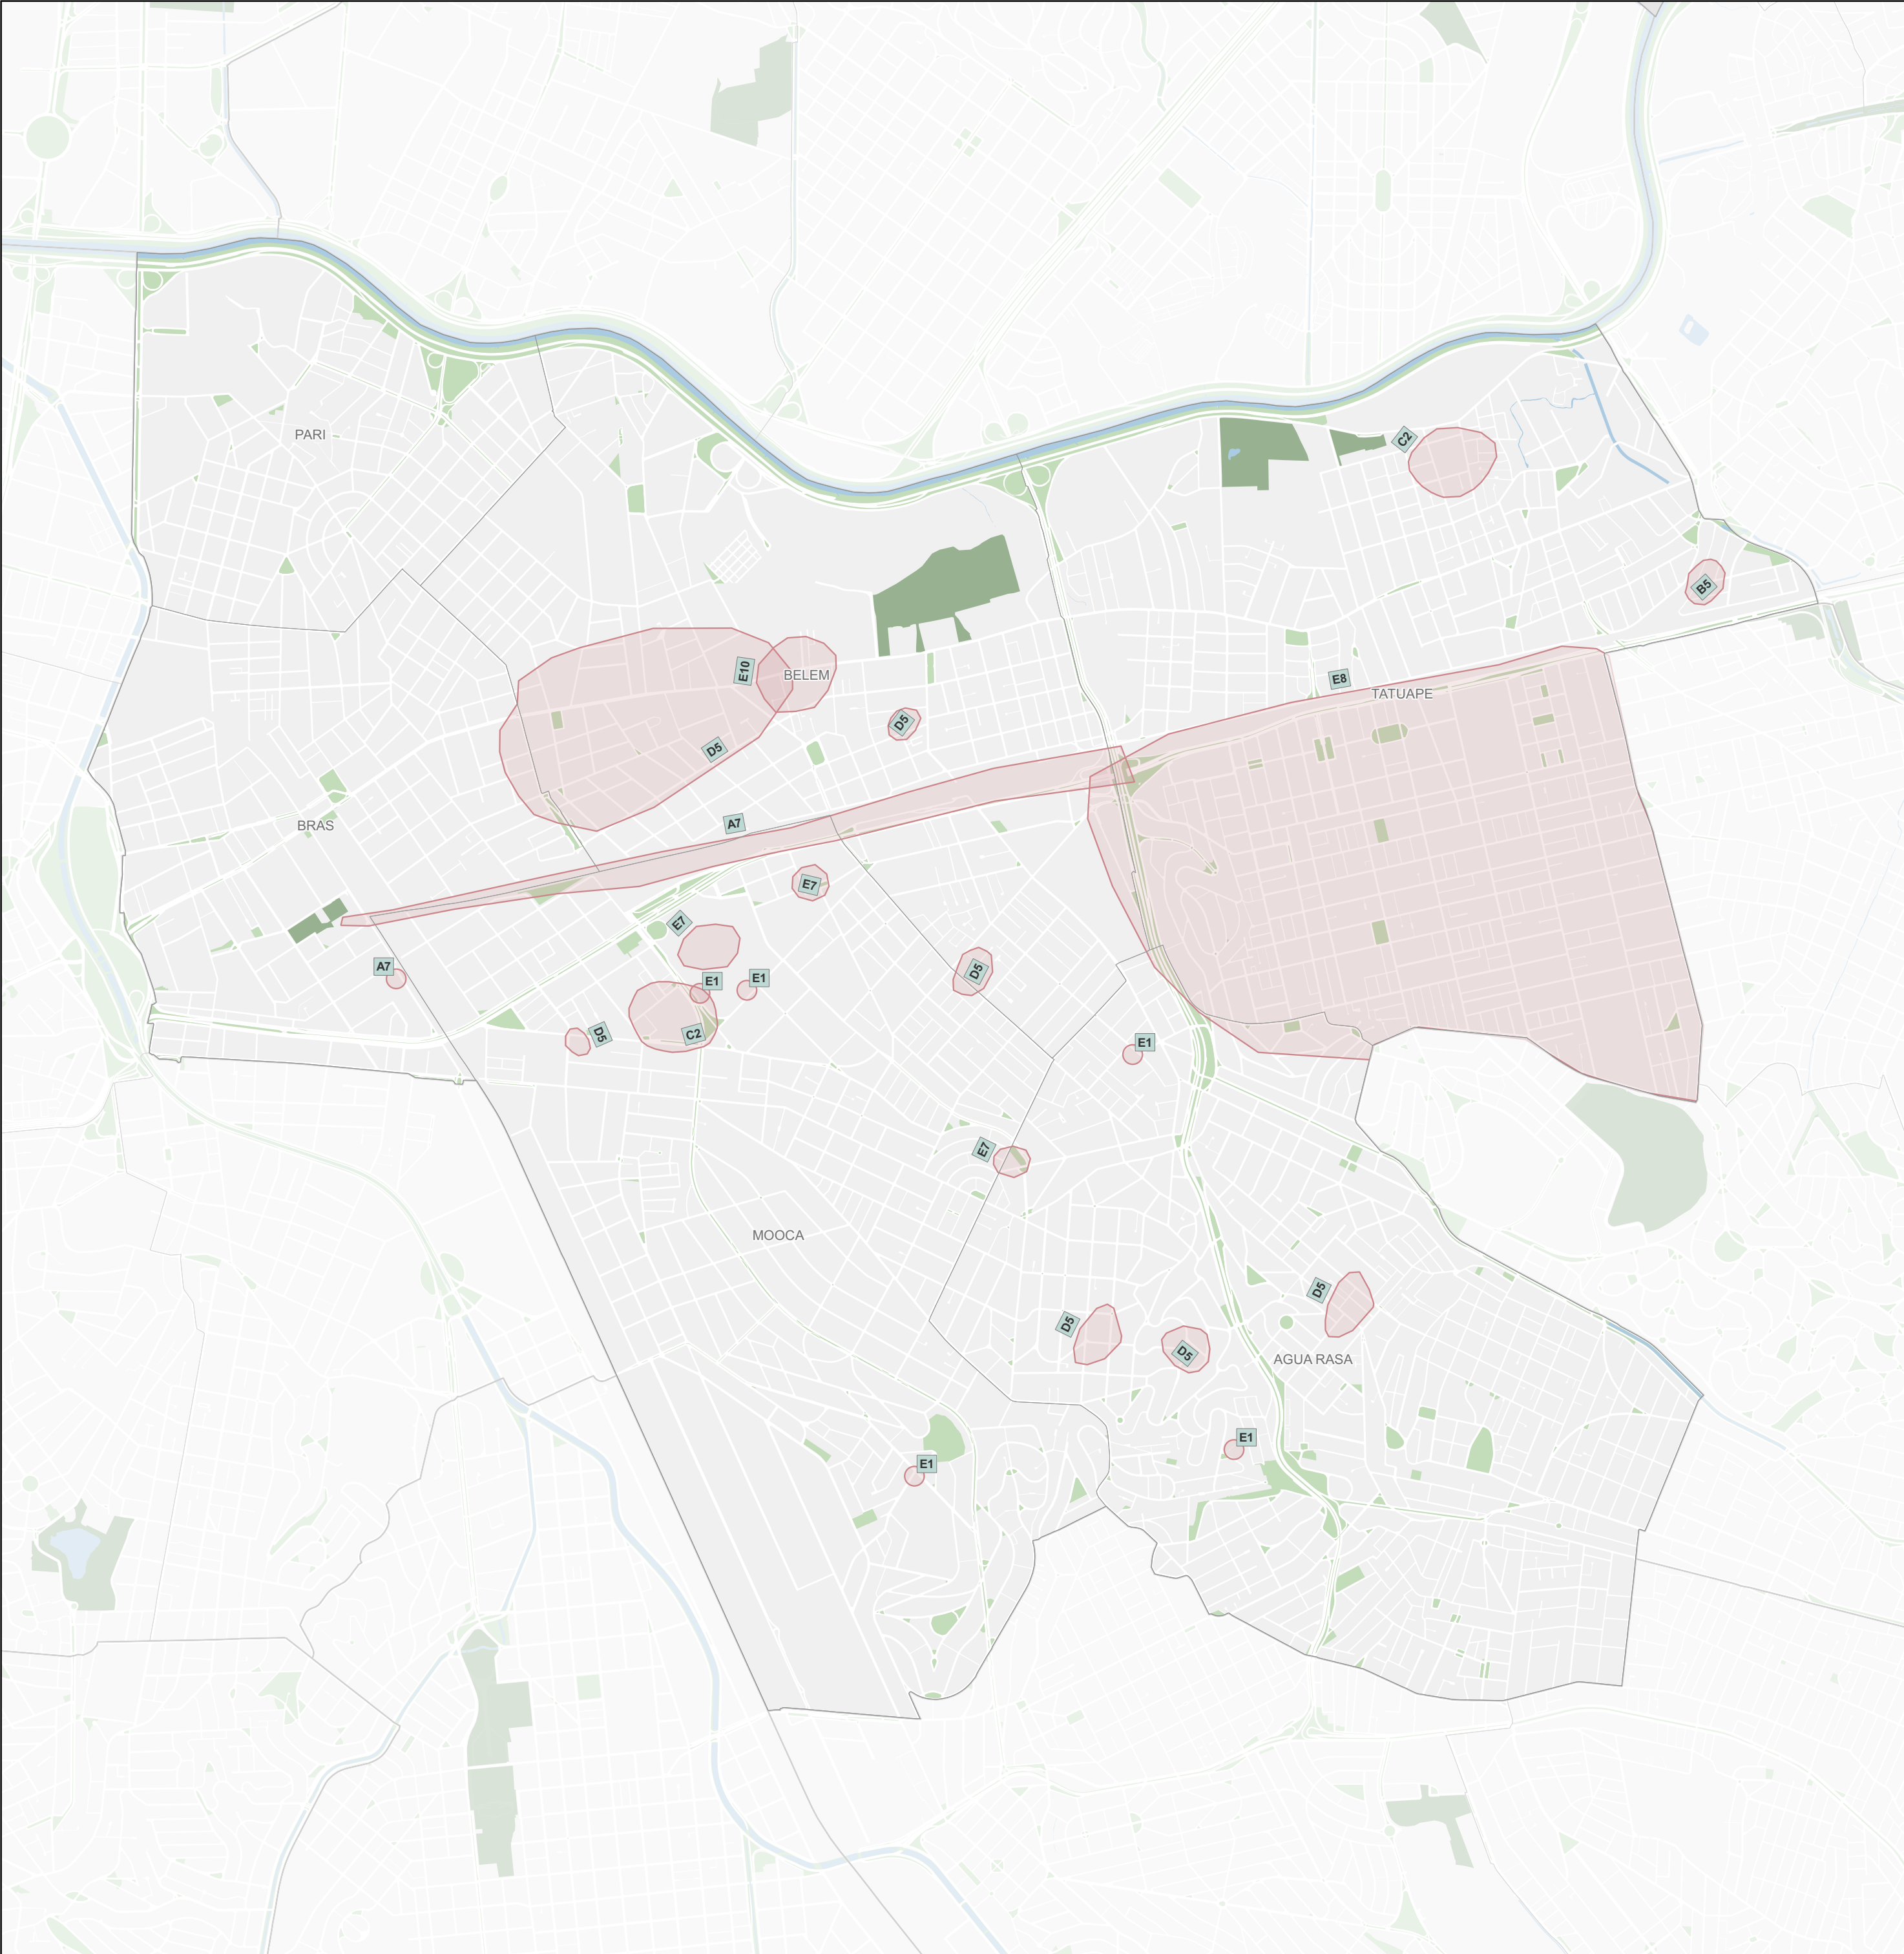 PARI
C2
B5
E10
BELEM
E8
TATUAPE
D5
D5
A7
BRAS
E7
E7
A7
D5
E1
E1
C2
D5
E1
E7
MOOCA
D5
D5
D5
AGUA RASA
E1
E1